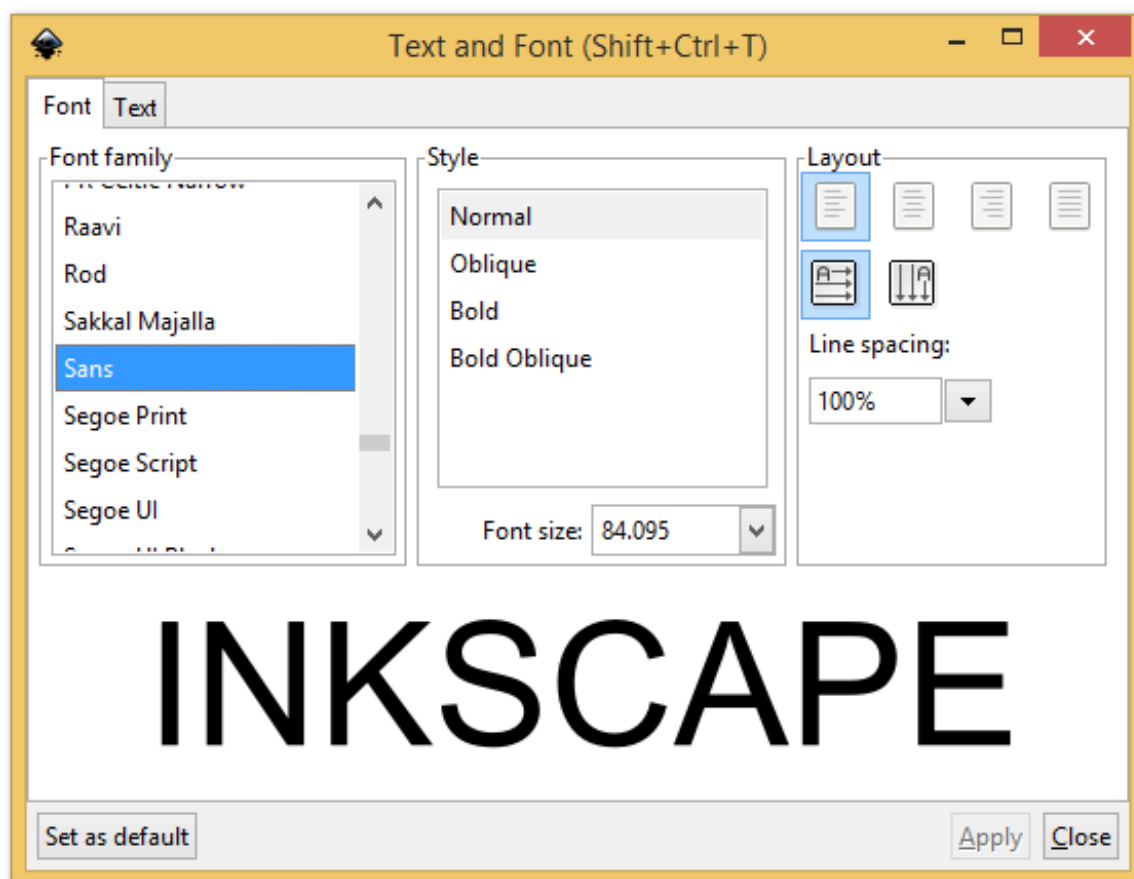 Text and Font (Shift+Ctrl+T)
Font Text
Font family
Raavi
Rod
Sakkal Majalla
Sans
Segoe Print
Segoe Script
Segoe UI
Style
Normal
Oblique
Bold
Bold Oblique
Font size: 84.095
Layout
Line spacing:
100%
INKSCAPE
Set as default
Apply Close